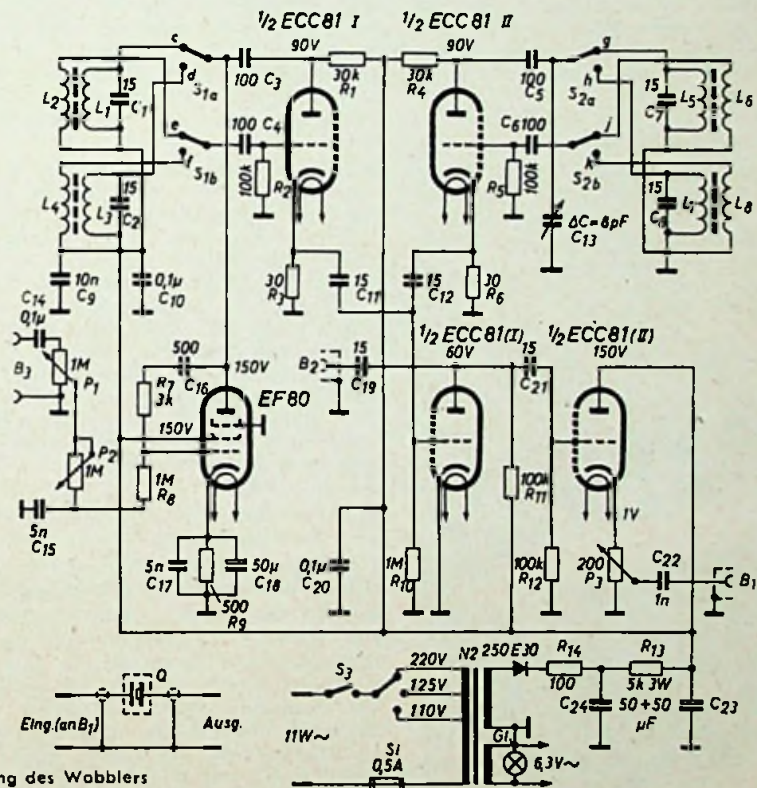 ½ ECC81 I ½ ECC81 II
90V 90V
c
100 C3
30k R1
30k R4
100 C5
g
L2 L1 15 C1
d S1a
h S2a
15 C7 L5 L6
e
100 C4
C6 100
j
f S1b
k S2b
100k R2
100k R5
L4 L3 15 C2
ΔC=8pF C13
15 C8 L7 L8
10n C9
0,1µ C10
30 R3
15 C11
15 C12
30 R6
C14 0,1µ
B3
1M P1
P2 1M
5n C15
R7 3k
500 C16
150V
EF80
150V
1M R8
B2
15 C19
½ ECC81(I)
60V
15 C21
½ ECC81(II)
150V
100k R11
1V
5n C17
50µ C18
500 R9
0,1µ C20
1M R10
100k R12
200 P3
C22 1n
B1
Q
Eing.(an B1) Ausg.
S3
220V
125V
110V
11W~
Si 0,5A
N2 250 E30
R14 100
R13 5k 3W
C24 50+50 µF C23
Gl.
6,3V~
ng des Wobblers